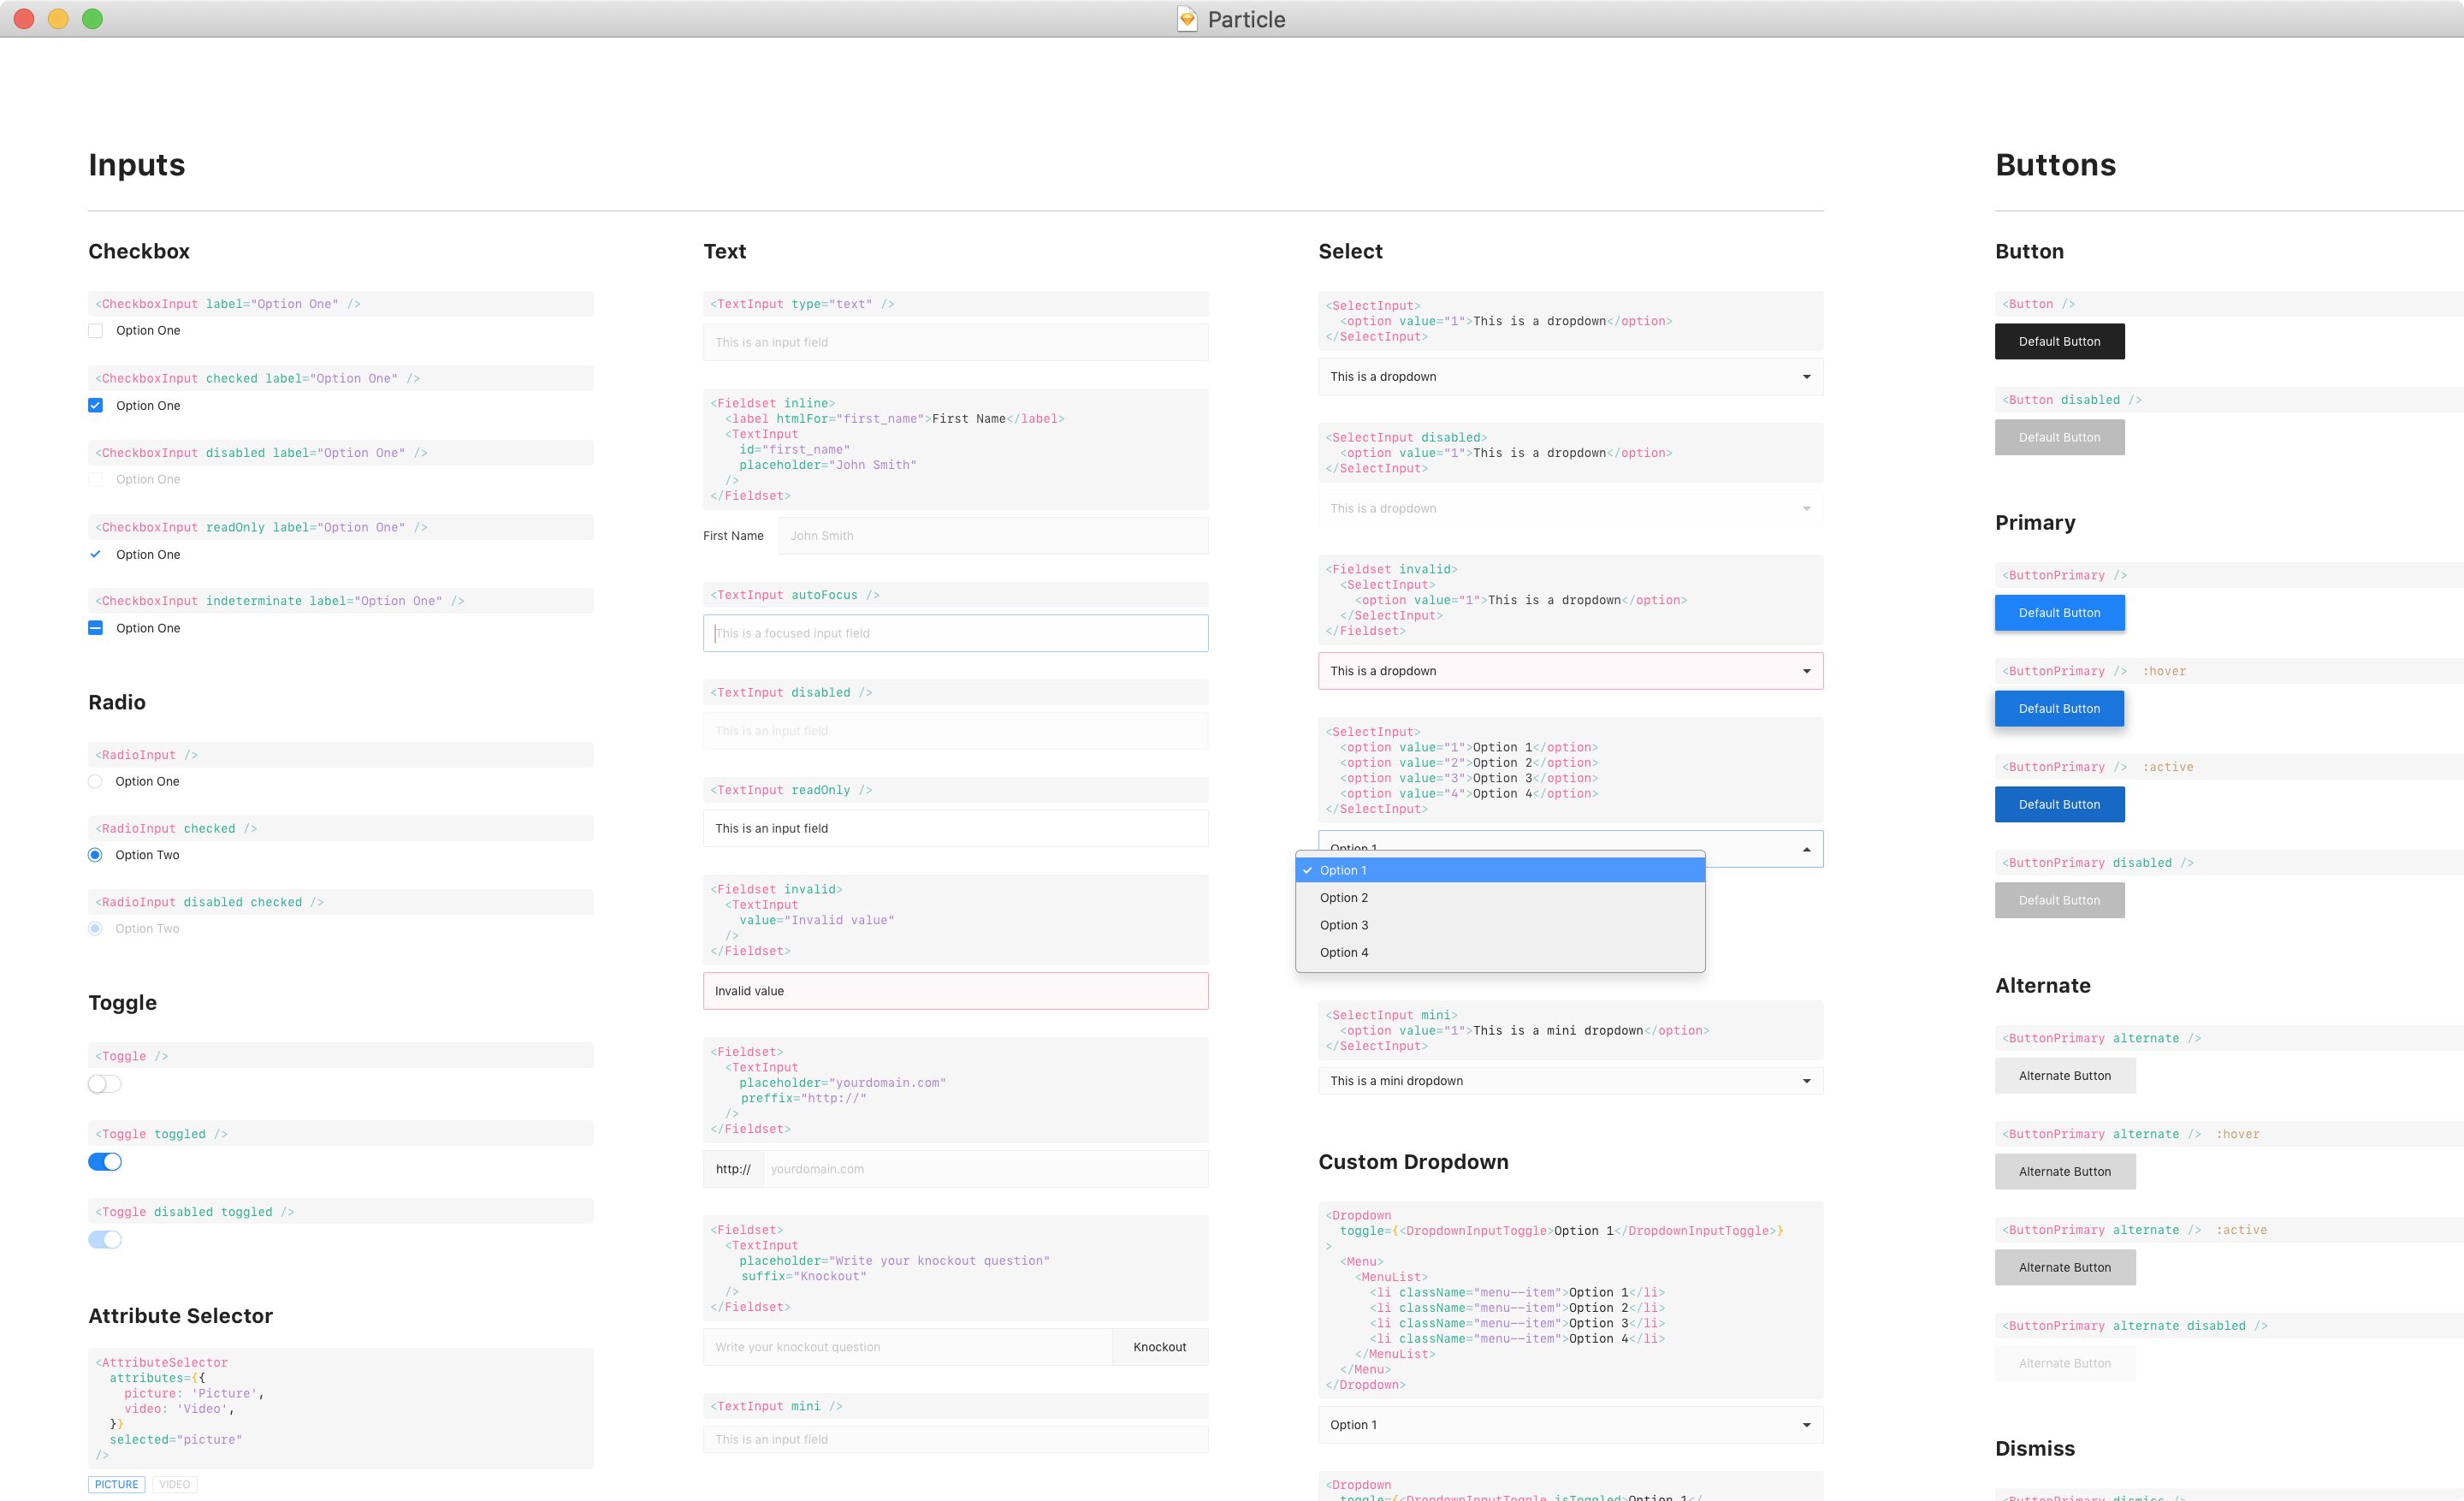 Particle
Inputs
Checkbox
<CheckboxInput label="Option One" />
Option One
<CheckboxInput checked label="Option One" />
Option One
<CheckboxInput disabled label="Option One" />
Option One
<CheckboxInput readOnly label="Option One" />
Option One
<CheckboxInput indeterminate label="Option One" />
Option One
Radio
<RadioInput />
Option One
<RadioInput checked />
Option Two
<RadioInput disabled checked />
Option Two
Toggle
<Toggle />
<Toggle toggled />
<Toggle disabled toggled />
Attribute Selector
<AttributeSelector
attributes={{
picture: 'Picture',
video: 'Video',
}}
selected="picture"
/>
PICTURE VIDEO
Text
<TextInput type="text" />
This is an input field
<Fieldset inline>
<label htmlFor="first_name">First Name</label>
<TextInput
id="first_name"
placeholder="John Smith"
/>
</Fieldset>
First Name John Smith
<TextInput autoFocus />
This is a focused input field
<TextInput disabled />
This is an input field
<TextInput readOnly />
This is an input field
<Fieldset invalid>
<TextInput
value="Invalid value"
/>
</Fieldset>
Invalid value
<Fieldset>
<TextInput
placeholder="yourdomain.com"
preffix="http://"
/>
</Fieldset>
http:// yourdomain.com
<Fieldset>
<TextInput
placeholder="Write your knockout question"
suffix="Knockout"
/>
</Fieldset>
Write your knockout question Knockout
<TextInput mini />
This is an input field
Select
<SelectInput>
<option value="1">This is a dropdown</option>
</SelectInput>
This is a dropdown
<SelectInput disabled>
<option value="1">This is a dropdown</option>
</SelectInput>
This is a dropdown
<Fieldset invalid>
<SelectInput>
<option value="1">This is a dropdown</option>
</SelectInput>
</Fieldset>
This is a dropdown
<SelectInput>
<option value="1">Option 1</option>
<option value="2">Option 2</option>
<option value="3">Option 3</option>
<option value="4">Option 4</option>
</SelectInput>
Option 1
Option 1
Option 2
Option 3
Option 4
<SelectInput mini>
<option value="1">This is a mini dropdown</option>
</SelectInput>
This is a mini dropdown
Custom Dropdown
<Dropdown
toggle={<DropdownInputToggle>Option 1</DropdownInputToggle>}
>
<Menu>
<MenuList>
<li className="menu--item">Option 1</li>
<li className="menu--item">Option 2</li>
<li className="menu--item">Option 3</li>
<li className="menu--item">Option 4</li>
</MenuList>
</Menu>
</Dropdown>
Option 1
<Dropdown
toggle={<DropdownInputToggle isToggled>Option 1</
Buttons
Button
<Button />
Default Button
<Button disabled />
Default Button
Primary
<ButtonPrimary />
Default Button
<ButtonPrimary /> :hover
Default Button
<ButtonPrimary /> :active
Default Button
<ButtonPrimary disabled />
Default Button
Alternate
<ButtonPrimary alternate />
Alternate Button
<ButtonPrimary alternate /> :hover
Alternate Button
<ButtonPrimary alternate /> :active
Alternate Button
<ButtonPrimary alternate disabled />
Alternate Button
Dismiss
<ButtonPrimary dismiss />